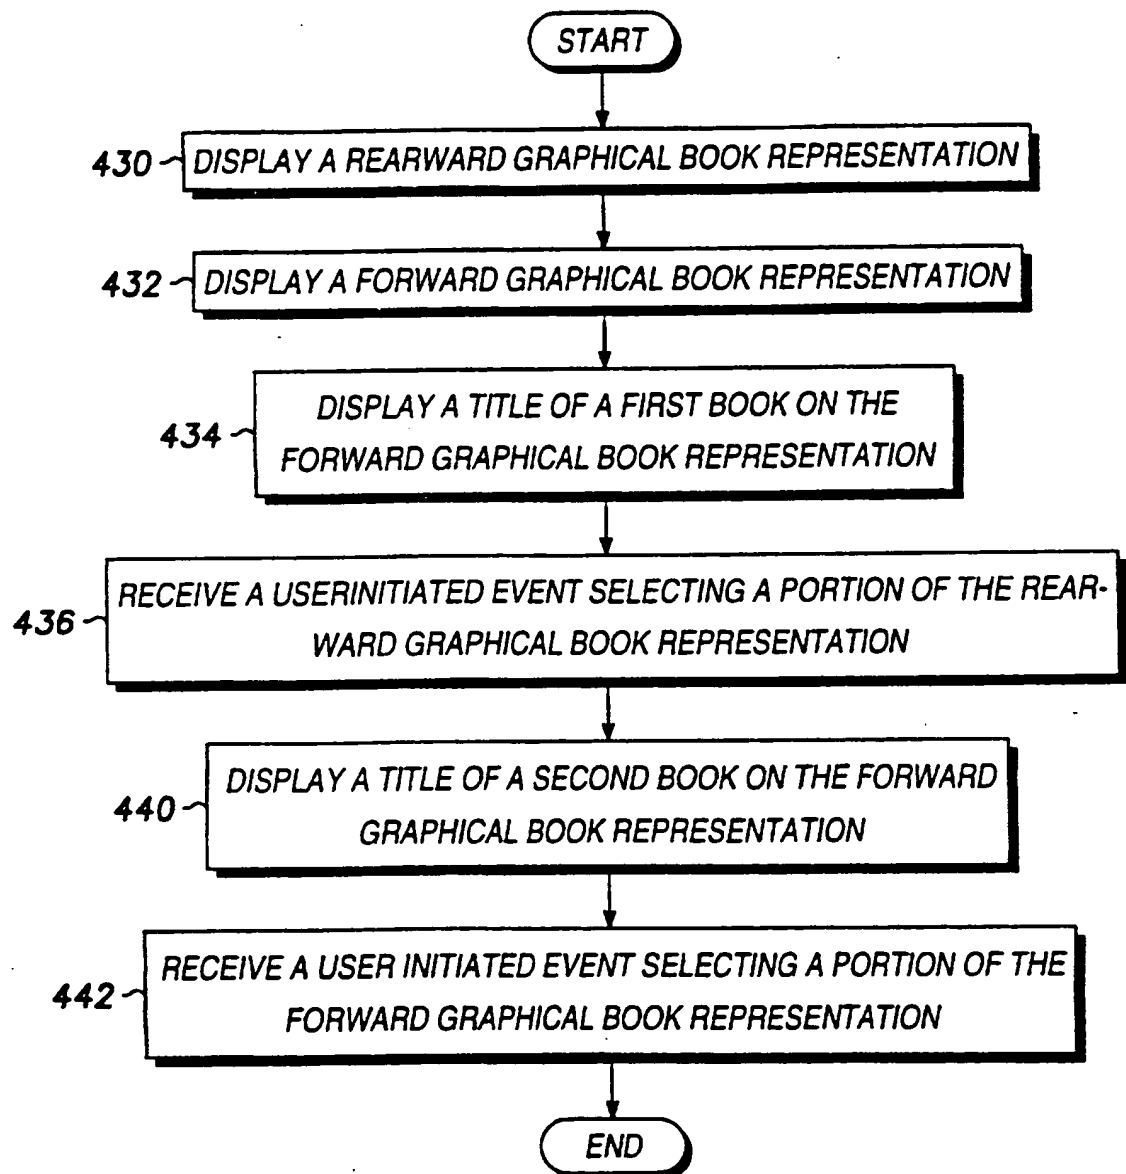 START
430 DISPLAY A REARWARD GRAPHICAL BOOK REPRESENTATION
432 DISPLAY A FORWARD GRAPHICAL BOOK REPRESENTATION
DISPLAY A TITLE OF A FIRST BOOK ON THE
434
FORWARD GRAPHICAL BOOK REPRESENTATION
RECEIVE A USERINITIATED EVENT SELECTING A PORTION OF THE REAR-
436
WARD GRAPHICAL BOOK REPRESENTATION
DISPLAY A TITLE OF A SECOND BOOK ON THE FORWARD
440
GRAPHICAL BOOK REPRESENTATION
RECEIVE A USER INITIATED EVENT SELECTING A PORTION OF THE
442
FORWARD GRAPHICAL BOOK REPRESENTATION
END